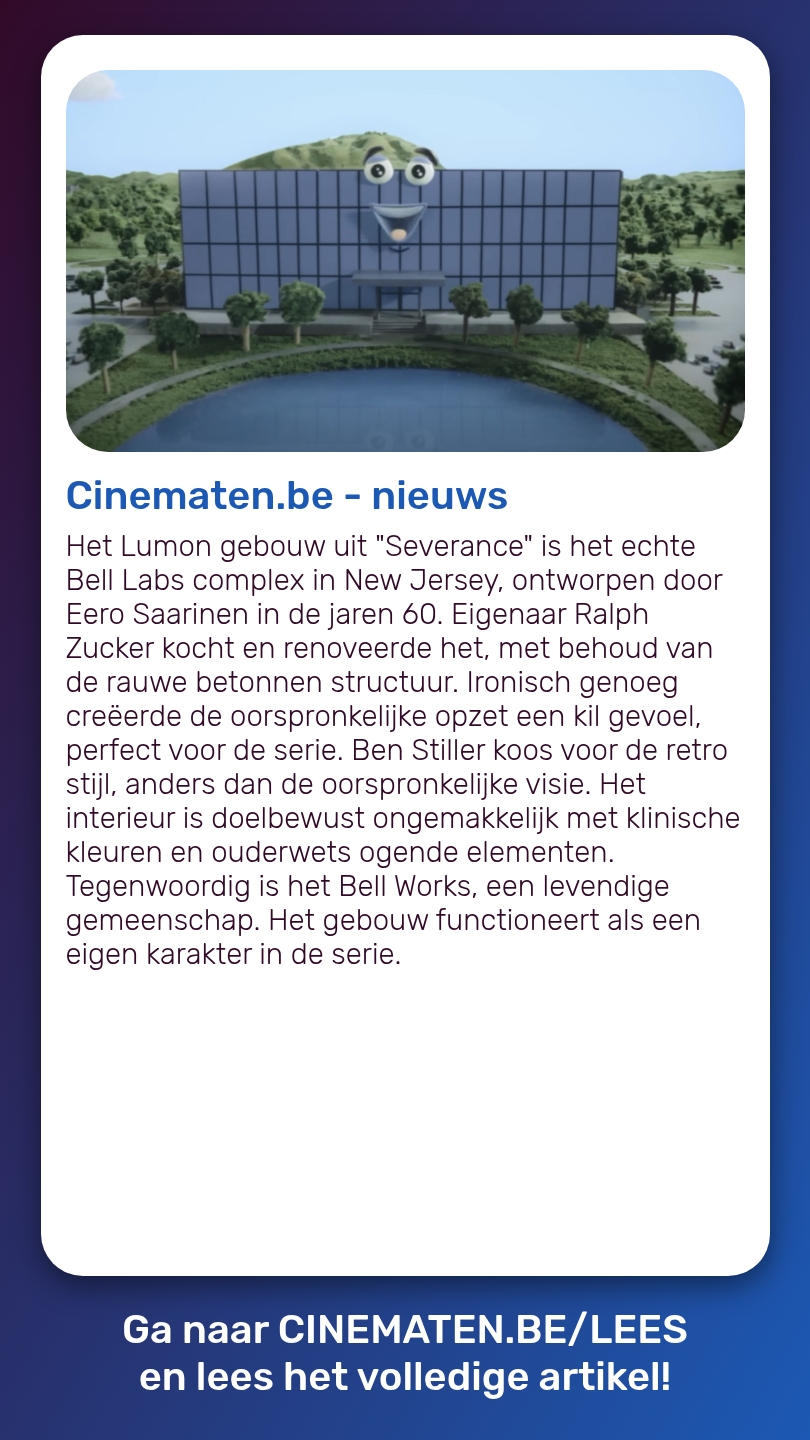 Cinematen.be - nieuws
Het Lumon gebouw uit "Severance" is het echte
Bell Labs complex in New Jersey, ontworpen door
Eero Saarinen in de jaren 60. Eigenaar Ralph
Zucker kocht en renoveerde het, met behoud van
de rauwe betonnen structuur. Ironisch genoeg
creëerde de oorspronkelijke opzet een kil gevoel,
perfect voor de serie. Ben Stiller koos voor de retro
stijl, anders dan de oorspronkelijke visie. Het
interieur is doelbewust ongemakkelijk met klinische
kleuren en ouderwets ogende elementen.
Tegenwoordig is het Bell Works, een levendige
gemeenschap. Het gebouw functioneert als een
eigen karakter in de serie.
Ga naar CINEMATEN.BE/LEES
en lees het volledige artikel!